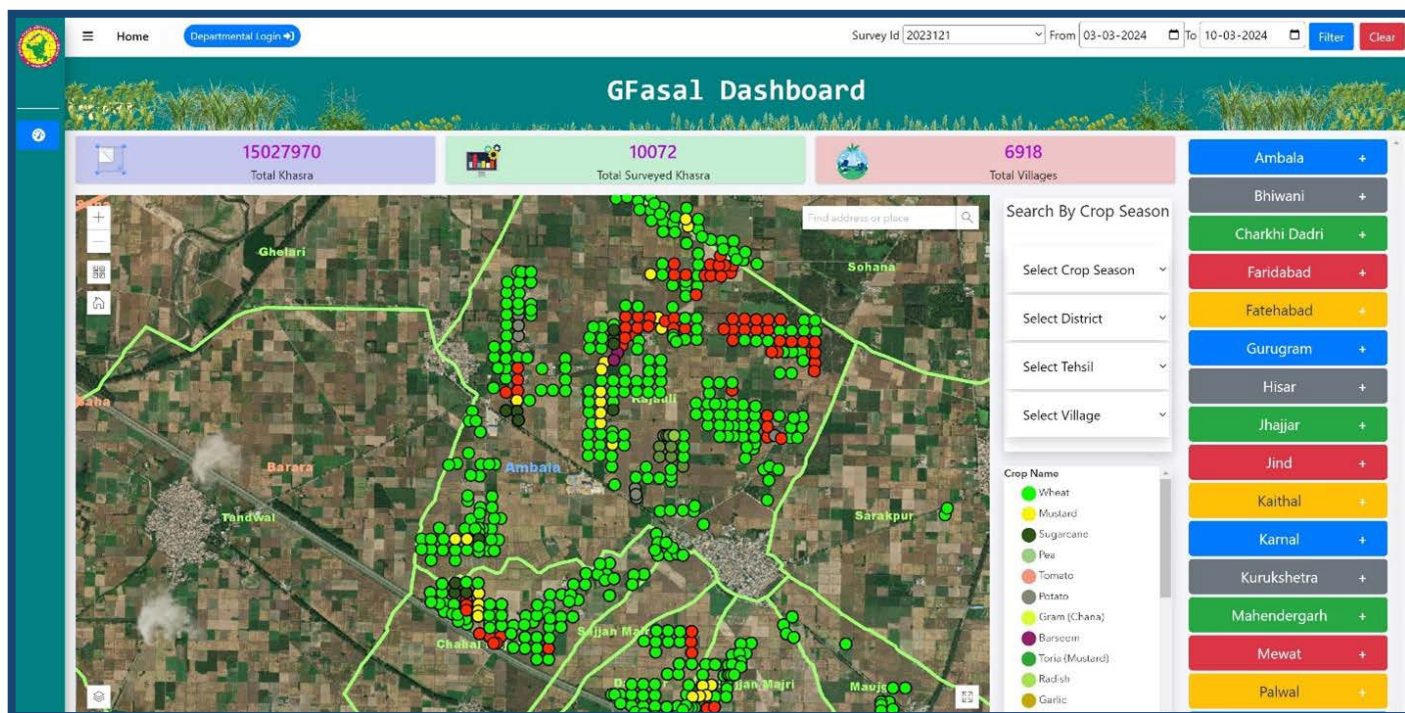 Home
Departmental Login
Survey Id 2023121 From 03-03-2024 To 10-03-2024 Filter Clear
GFasal Dashboard
15027970
Total Khasra
10072
Total Surveyed Khasra
6918
Total Villages
Find address or place
Ghelari
Sohana
Rajauli
Barara
Ambala
Tandwal
Sarakpur
Search By Crop Season
Select Crop Season
Select District
Select Tehsil
Select Village
Crop Name
Wheat
Mustard
Sugarcane
Pea
Tomato
Potato
Gram (Chana)
Barseem
Toria (Mustard)
Radish
Garlic
Ambala +
Bhiwani +
Charkhi Dadri +
Faridabad +
Fatehabad +
Gurugram +
Hisar +
Jhajjar +
Jind +
Kaithal +
Karnal +
Kurukshetra +
Mahendergarh +
Mewat +
Palwal +